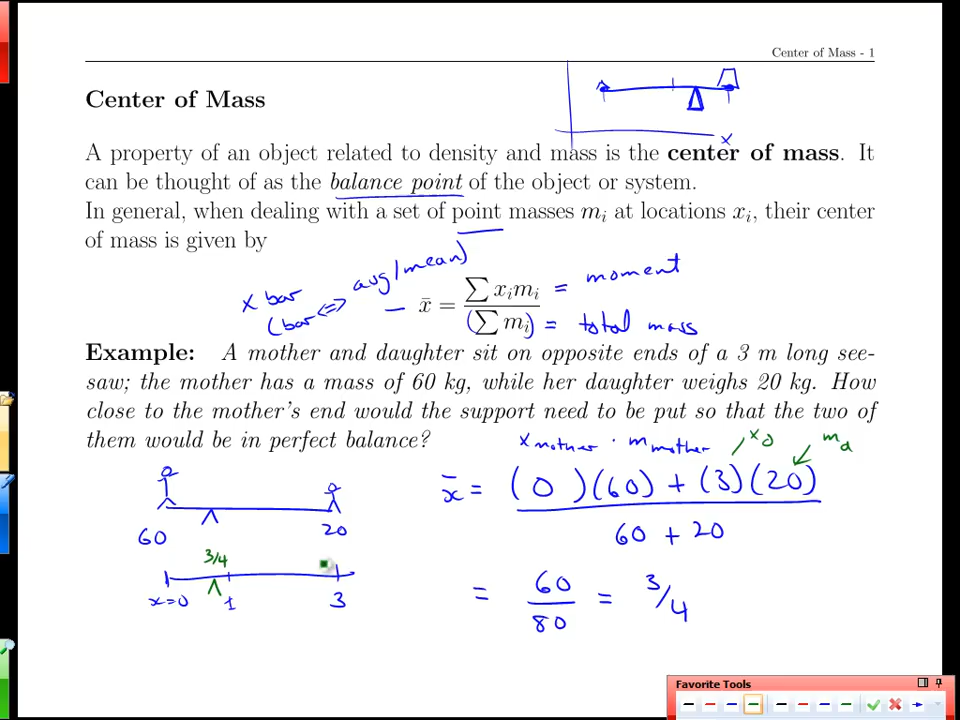 Center of Mass - 1
x
Center of Mass
A property of an object related to density and mass is the center of mass. It
can be thought of as the balance point of the object or system.
In general, when dealing with a set of point masses mᵢ at locations xᵢ, their center
of mass is given by
x bar
(bar <=> avg/mean)
x̄ = ∑ xᵢmᵢ / (∑ mᵢ)
= moment
= total mass
Example: A mother and daughter sit on opposite ends of a 3 m long see-
saw; the mother has a mass of 60 kg, while her daughter weighs 20 kg. How
close to the mother's end would the support need to be put so that the two of
them would be in perfect balance?
x mother · m mother
x D
m d
x̄ = (0)(60) + (3)(20)
60 + 20
60
20
3/4
x=0
1
3
= 60/80 = 3/4
Favorite Tools